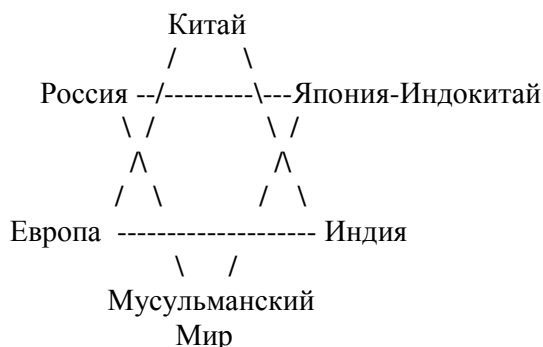 Китай
Россия Япония-Индокитай
Европа Индия
Мусульманский
Мир